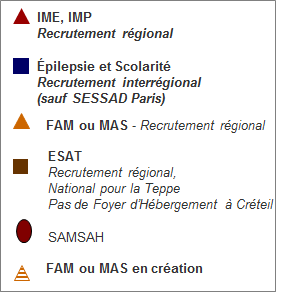 IME, IMP
Recrutement régional
Épilepsie et Scolarité
Recrutement interrégional
(sauf SESSAD Paris)
FAM ou MAS - Recrutement régional
ESAT
Recrutement régional,
National pour la Teppe
Pas de Foyer d'Hébergement à Créteil
SAMSAH
FAM ou MAS en création